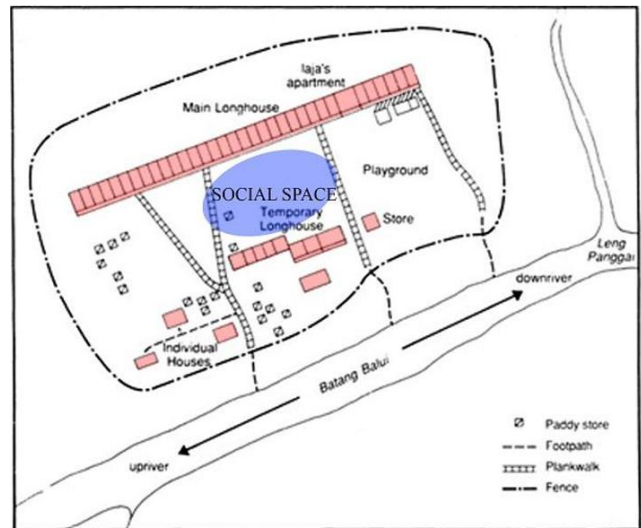 laja's
apartment
Main Longhouse
Playground
SOCIAL SPACE
Temporary
Longhouse
Store
Leng
Panggai
downriver
Individual
Houses
Batang Balui
upriver
Paddy store
Footpath
Plankwalk
Fence